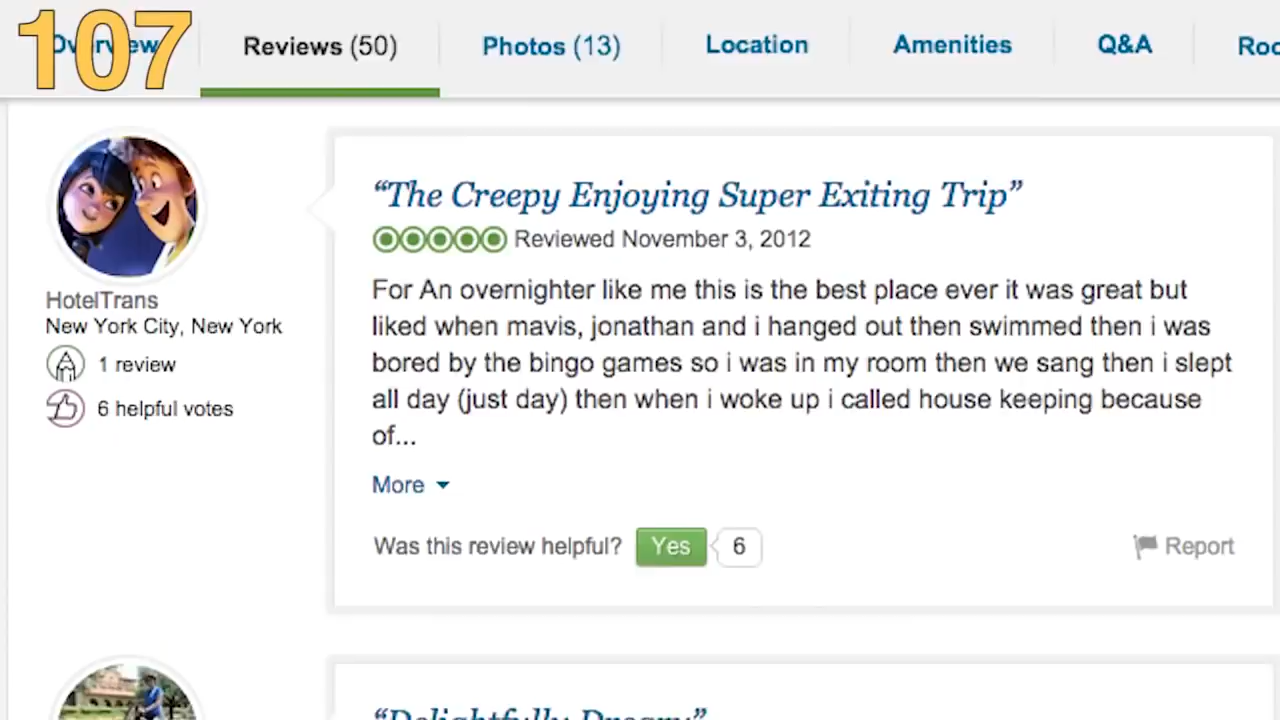 107
Overview
Reviews (50)
Photos (13)
Location
Amenities
Q&A
Roo
“The Creepy Enjoying Super Exiting Trip”
Reviewed November 3, 2012
For An overnighter like me this is the best place ever it was great but
liked when mavis, jonathan and i hanged out then swimmed then i was
bored by the bingo games so i was in my room then we sang then i slept
all day (just day) then when i woke up i called house keeping because
of...
More
Was this review helpful? Yes 6
Report
HotelTrans
New York City, New York
1 review
6 helpful votes
“Delightfully Dreary”